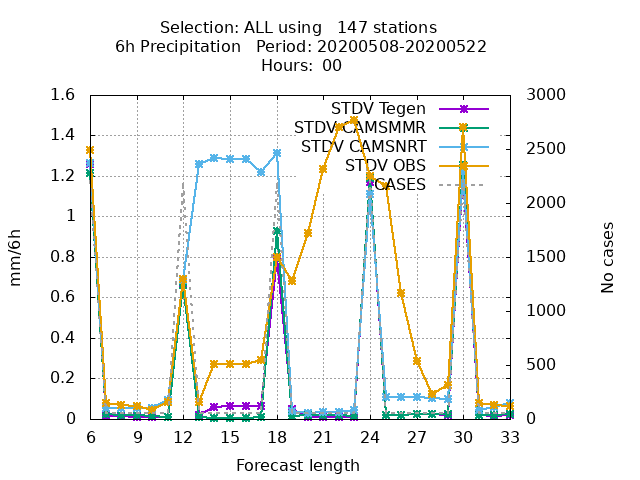 Selection: ALL using   147 stations
6h Precipitation   Period: 20200508-20200522
Hours: 00
STDV Tegen
STDV CAMSMMR
STDV CAMSNRT
STDV OBS
CASES
mm/6h
1.6
1.4
1.2
1
0.8
0.6
0.4
0.2
0
3000
2500
2000
1500
1000
500
0
No cases
6 9 12 15 18 21 24 27 30 33
Forecast length